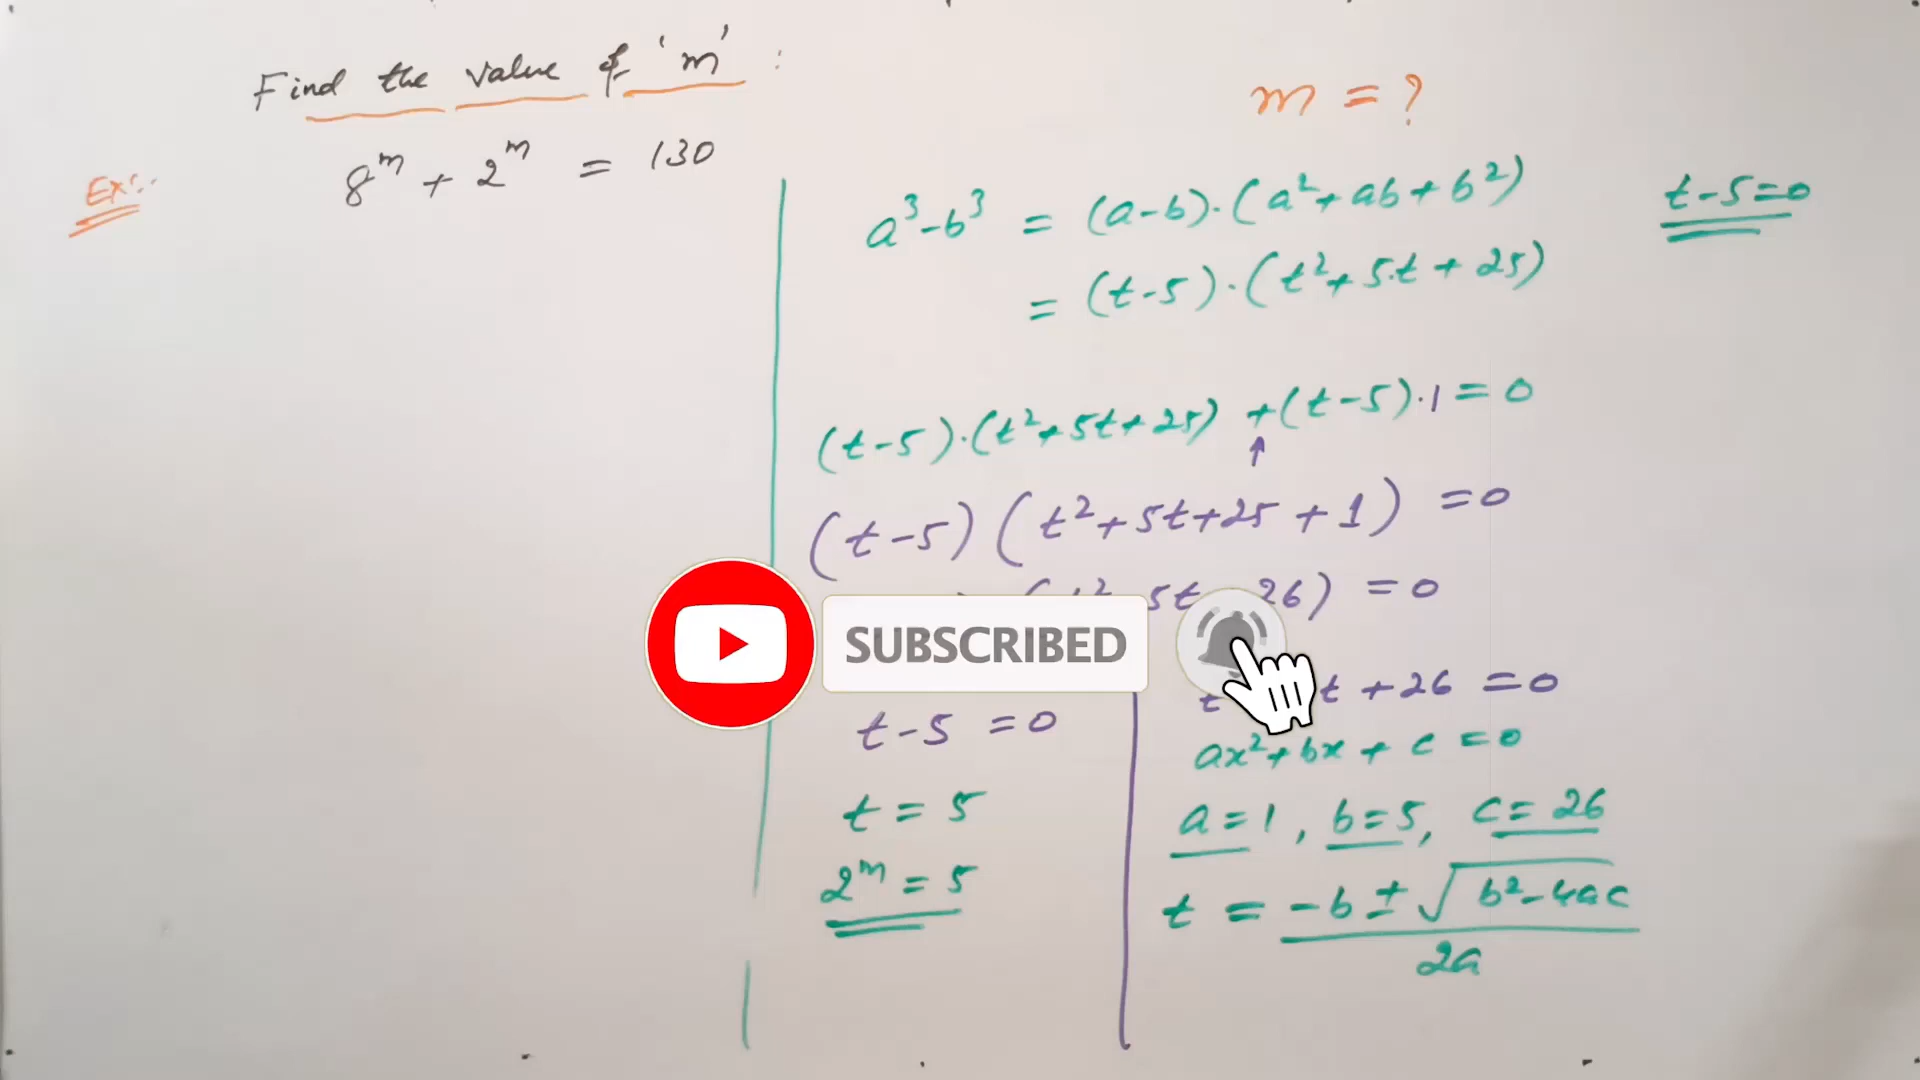 Find the value of 'm' :
Ex:.
8^m + 2^m = 130
m = ?
a³-b³ = (a-b)·(a²+ab+b²)
t-5=0
= (t-5)·(t²+5·t+25)
(t-5)·(t²+5t+25) +(t-5)·1=0
↑
(t-5)(t²+5t+25+1) =0
5t 26) =0
SUBSCRIBED
t-5 =0
t =5
2^m =5
t t +26 =0
ax²+bx+c =0
a=1, b=5, c=26
t = (-b±√(b²-4ac))/2a